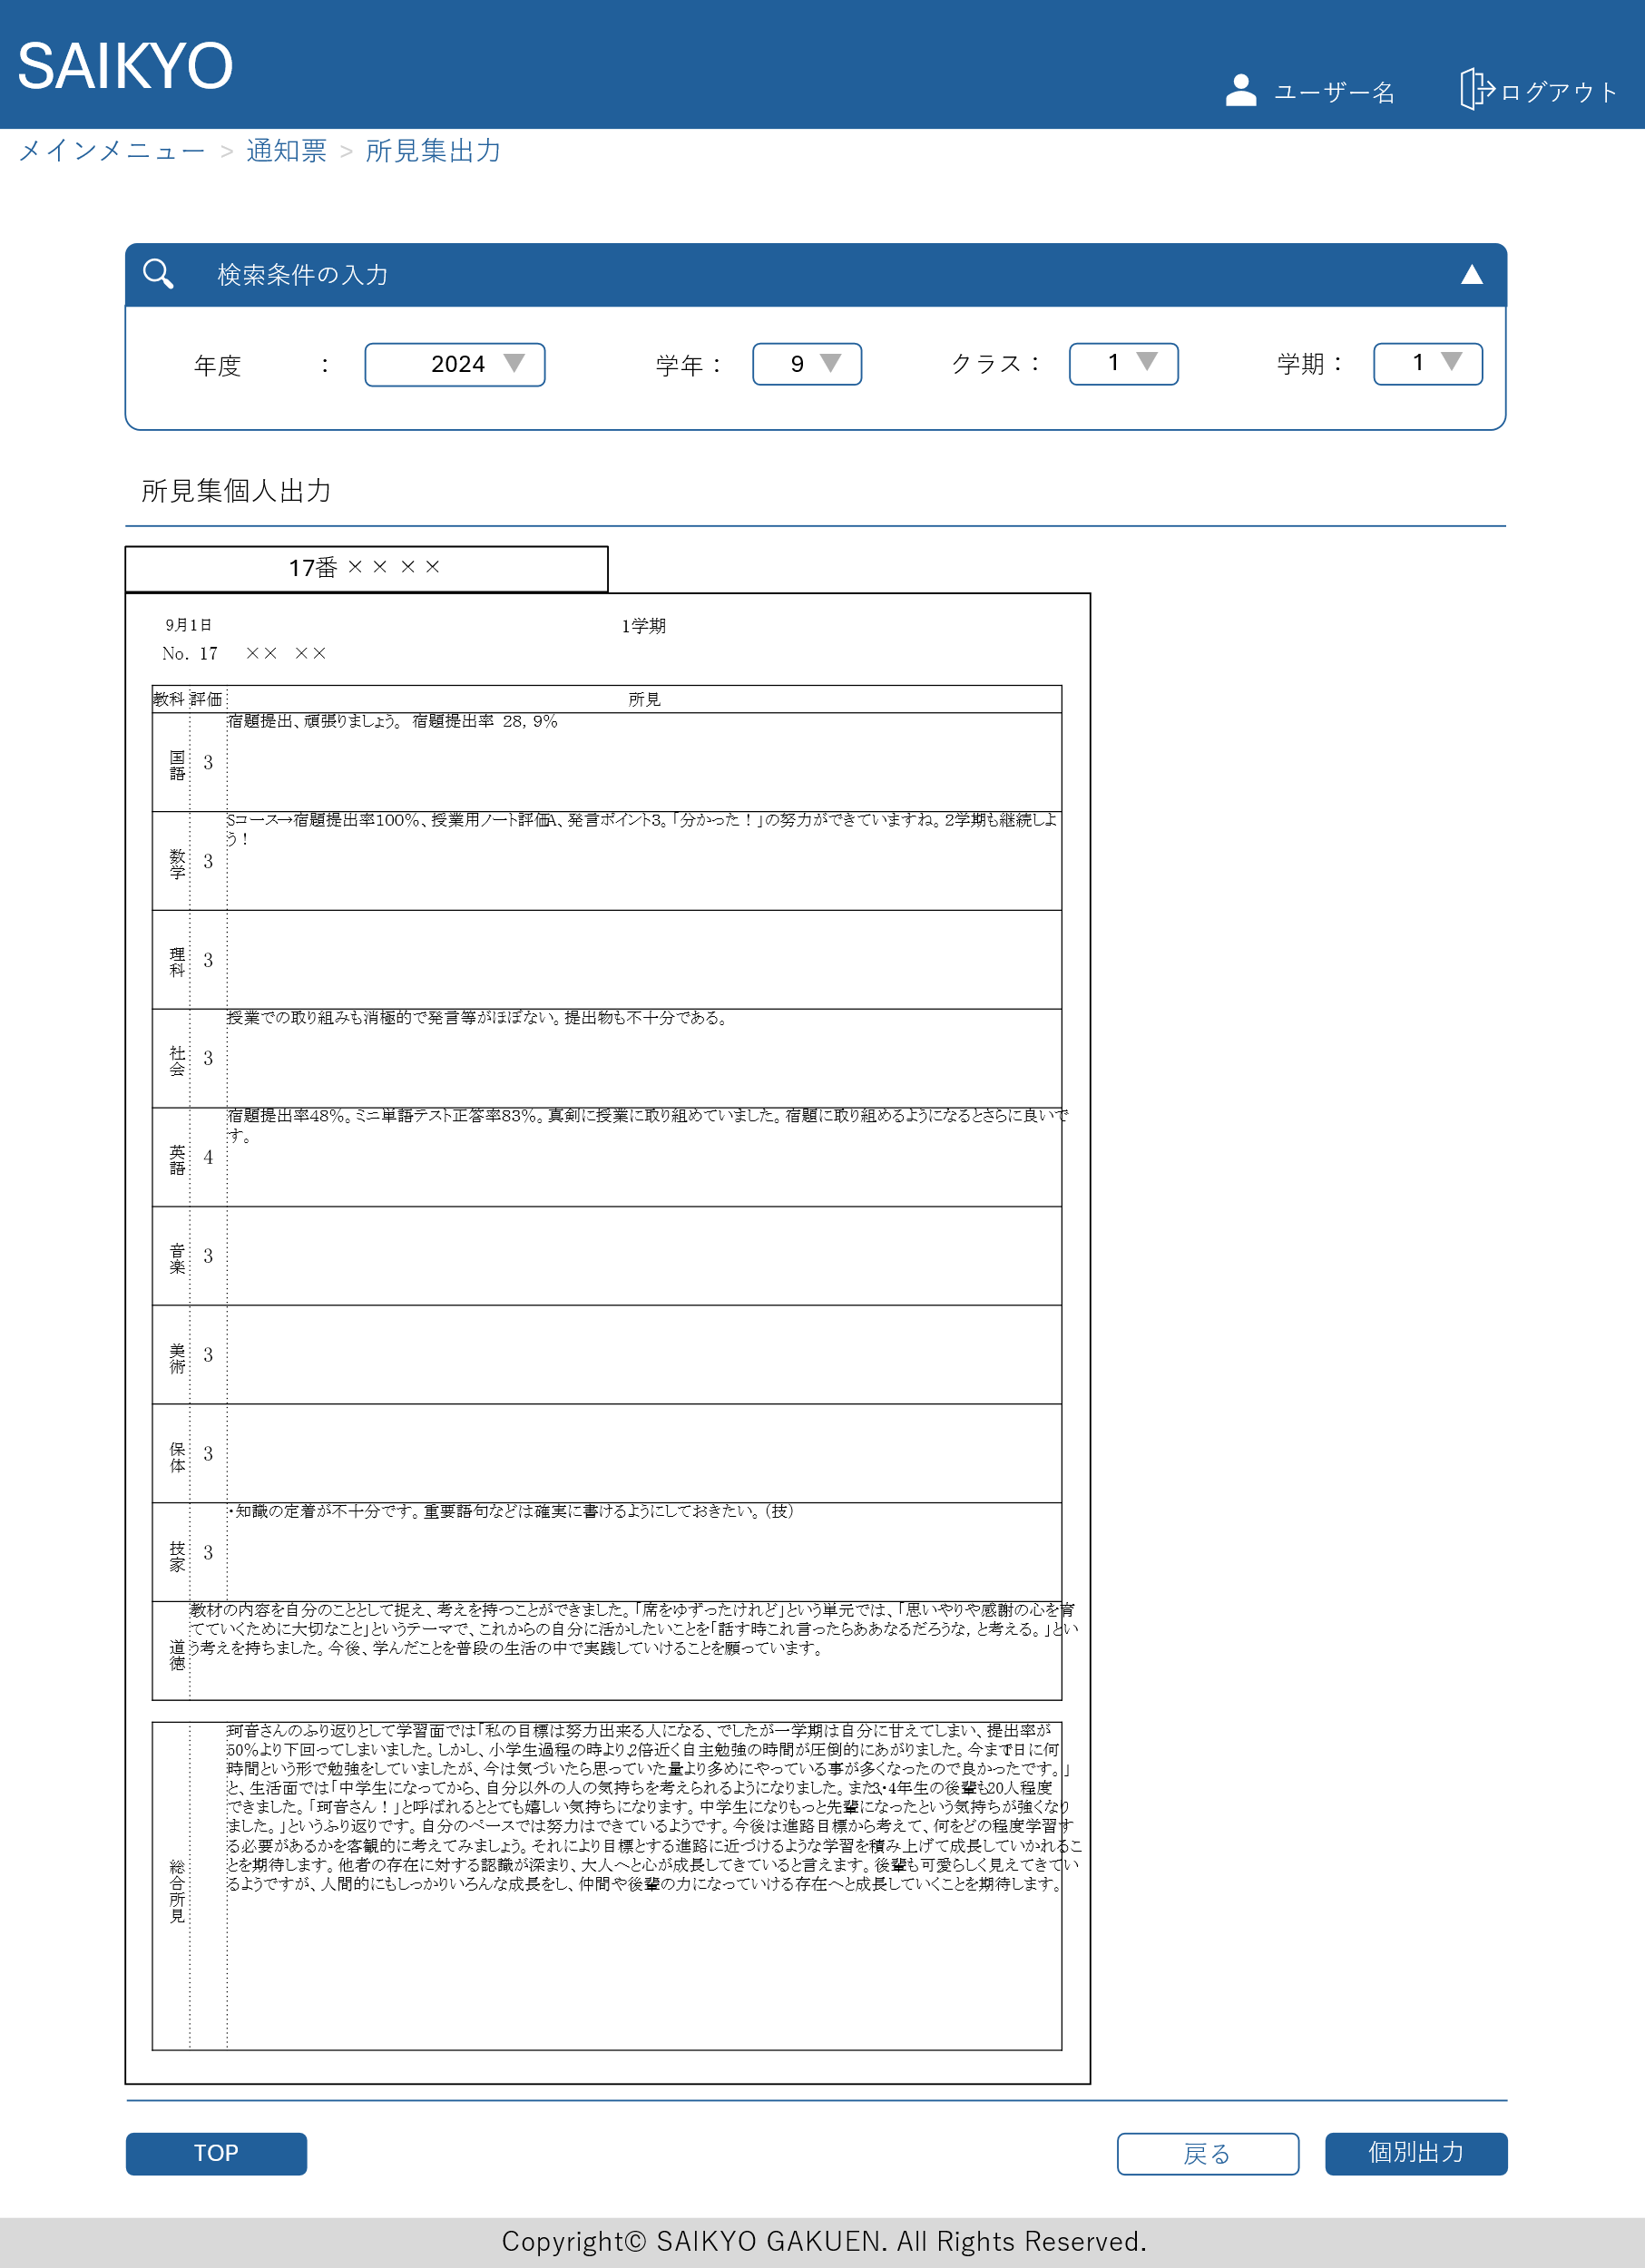 SAIKYO
ユーザー名 ログアウト
メインメニュー > 通知票 > 所見集出力
検索条件の入力 ▲
年度 : 2024 ▼ 学年： 9 ▼ クラス： 1 ▼ 学期： 1 ▼
所見集個人出力
17番 ×× ××
9月1日 1学期
No. 17 ×× ××
教科 評価 所見
国語 3 宿題提出、頑張りましょう。 宿題提出率 28, 9%
数学 3 Sコース→宿題提出率100%、授業用ノート評価A、発言ポイント3。「分かった！」の努力ができていますね。2学期も継続しよ
う！
理科 3
社会 3 授業での取り組みも消極的で発言等がほぼない。提出物も不十分である。
英語 4 宿題提出率48%。ミニ単語テスト正答率83%。真剣に授業に取り組めていました。宿題に取り組めるようになるとさらに良いで
す。
音楽 3
美術 3
保体 3
技家 3 ・知識の定着が不十分です。重要語句などは確実に書けるようにしておきたい。（技）
道徳 教材の内容を自分のこととして捉え、考えを持つことができました。「席をゆずったけれど」という単元では、「思いやりや感謝の心を育
てていくために大切なこと」というテーマで、これからの自分に活かしたいことを「話す時これ言ったらああなるだろうな, と考える。」とい
う考えを持ちました。今後、学んだことを普段の生活の中で実践していけることを願っています。
総合所見 珂音さんのふり返りとして学習面では「私の目標は努力出来る人になる、でしたが一学期は自分に甘えてしまい、提出率が
50%より下回ってしまいました。しかし、小学生過程の時より、2倍近く自主勉強の時間が圧倒的にあがりました。今まで1日に何
時間という形で勉強をしていましたが、今は気づいたら思っていた量より多めにやっている事が多くなったので良かったです。」
と、生活面では「中学生になってから、自分以外の人の気持ちを考えられるようになりました。また3・4年生の後輩も20人程度
できました。「珂音さん！」と呼ばれるととても嬉しい気持ちになります。中学生になりもっと先輩になったという気持ちが強くなり
ました。」というふり返りです。自分のペースでは努力はできているようです。今後は進路目標から考えて、何をどの程度学習す
る必要があるかを客観的に考えてみましょう。それにより目標とする進路に近づけるような学習を積み上げて成長していかれるこ
とを期待します。他者の存在に対する認識が深まり、大人へと心が成長してきていると言えます。後輩も可愛らしく見えてきてい
るようですが、人間的にもしっかりいろんな成長をし、仲間や後輩の力になっていける存在へと成長していくことを期待します。
TOP 戻る 個別出力
Copyright© SAIKYO GAKUEN. All Rights Reserved.